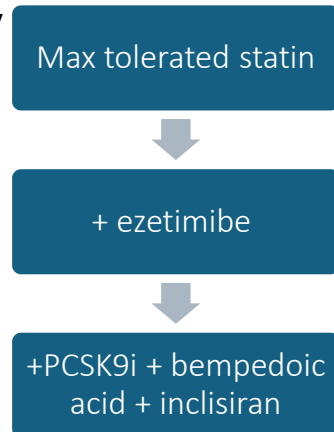 Max tolerated statin
+ ezetimibe
+PCSK9i + bempedoic
acid + inclisiran